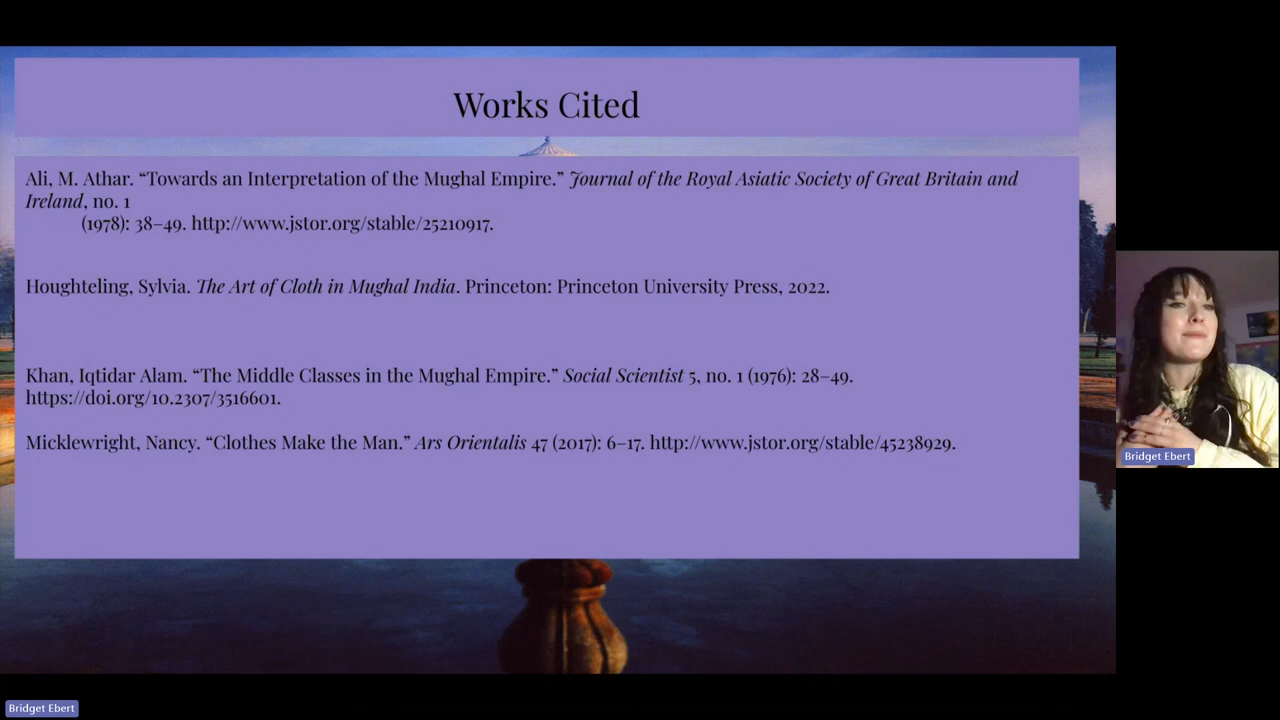 Works Cited
Ali, M. Athar. “Towards an Interpretation of the Mughal Empire.” Journal of the Royal Asiatic Society of Great Britain and
Ireland, no. 1
(1978): 38–49. http://www.jstor.org/stable/25210917.
Houghteling, Sylvia. The Art of Cloth in Mughal India. Princeton: Princeton University Press, 2022.
Khan, Iqtidar Alam. “The Middle Classes in the Mughal Empire.” Social Scientist 5, no. 1 (1976): 28–49.
https://doi.org/10.2307/3516601.
Micklewright, Nancy. “Clothes Make the Man.” Ars Orientalis 47 (2017): 6–17. http://www.jstor.org/stable/45238929.
Bridget Ebert
Bridget Ebert